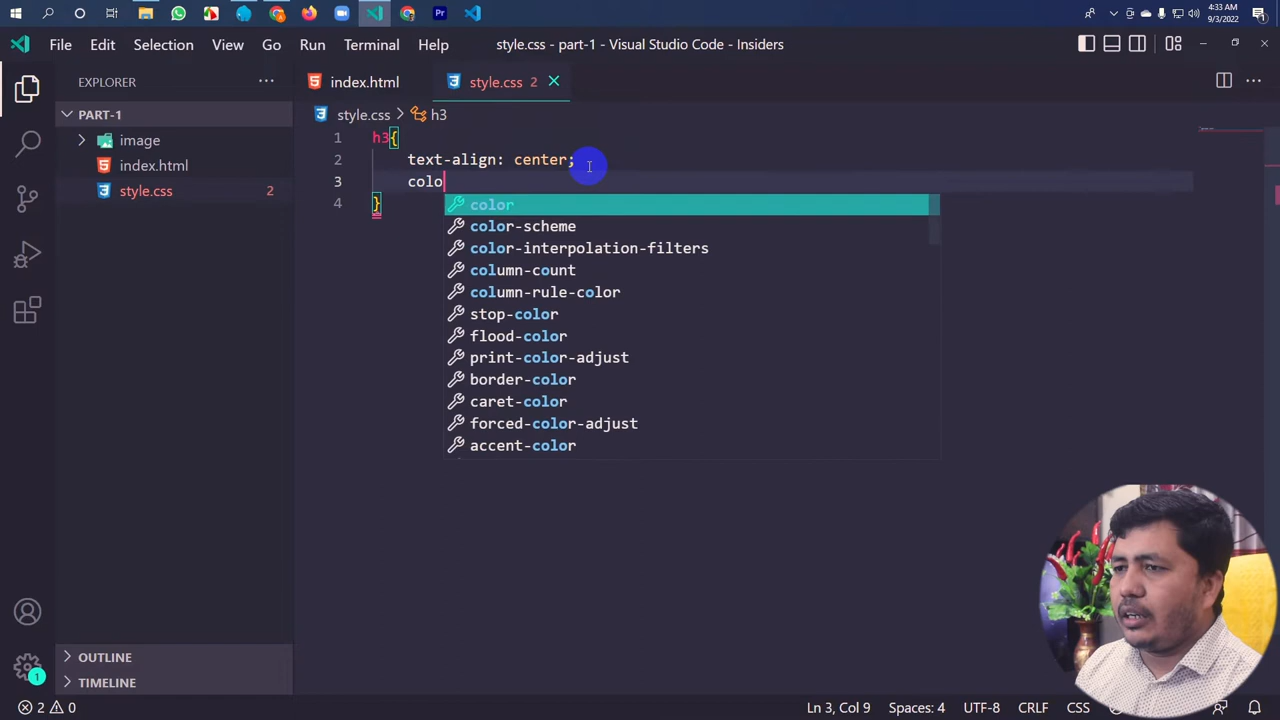 4:33 AM
9/3/2022
File Edit Selection View Go Run Terminal Help
style.css - part-1 - Visual Studio Code - Insiders
EXPLORER
index.html
style.css 2
PART-1
style.css > h3
image
index.html
style.css 2
1 h3{
2 text-align: center;
3 colo
4 }
color
color-scheme
color-interpolation-filters
column-count
column-rule-color
stop-color
flood-color
print-color-adjust
border-color
caret-color
forced-color-adjust
accent-color
OUTLINE
TIMELINE
1
2 0
Ln 3, Col 9 Spaces: 4 UTF-8 CRLF CSS